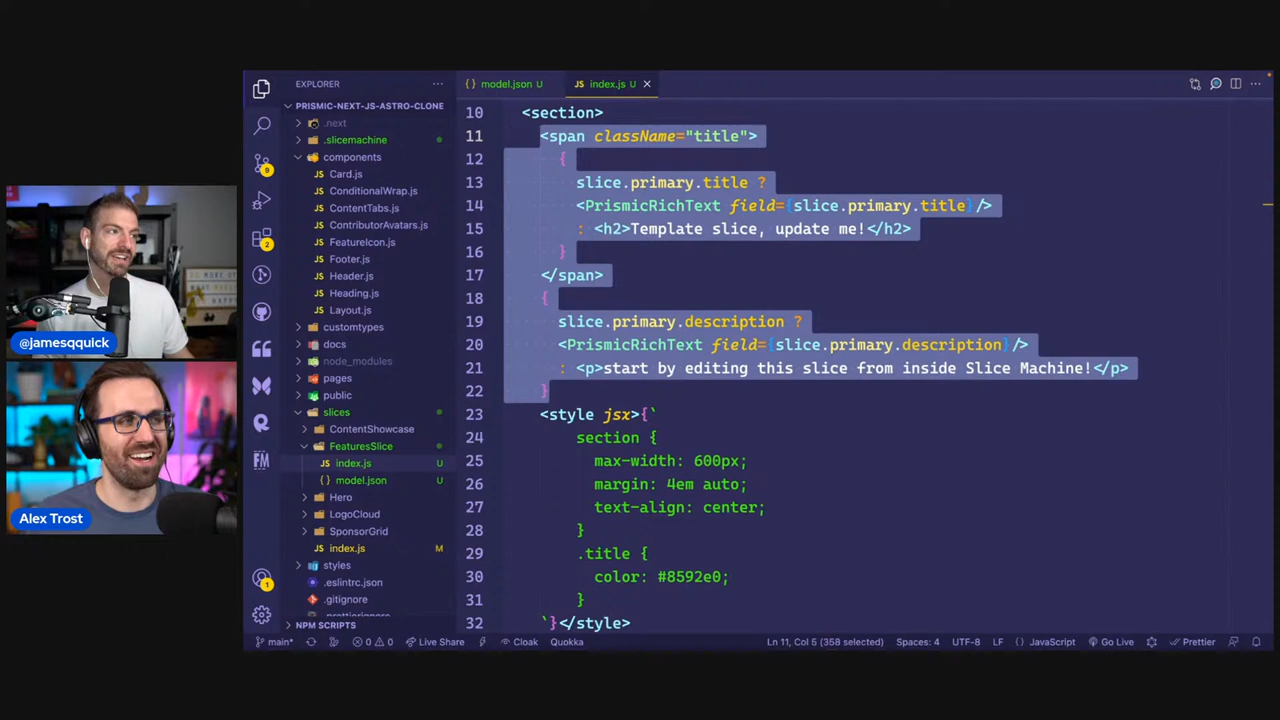 @jamesqquick
Alex Trost
EXPLORER
PRISMIC-NEXT-JS-ASTRO-CLONE
.next
.slicemachine
components
Card.js
ConditionalWrap.js
ContentTabs.js
ContributorAvatars.js
FeatureIcon.js
Footer.js
Header.js
Heading.js
Layout.js
customtypes
docs
node_modules
pages
public
slices
ContentShowcase
FeaturesSlice
JS index.js U
{} model.json U
Hero
LogoCloud
SponsorGrid
JS index.js M
styles
.eslintrc.json
.gitignore
.prettierignore
NPM SCRIPTS
{} model.json U
JS index.js U
10 <section>
11 <span className="title">
12 {
13 slice.primary.title ?
14 <PrismicRichText field={slice.primary.title}/>
15 : <h2>Template slice, update me!</h2>
16 }
17 </span>
18 {
19 slice.primary.description ?
20 <PrismicRichText field={slice.primary.description}/>
21 : <p>start by editing this slice from inside Slice Machine!</p>
22 }
23 <style jsx>{`
24 section {
25 max-width: 600px;
26 margin: 4em auto;
27 text-align: center;
28 }
29 .title {
30 color: #8592e0;
31 }
32 `}</style>
main* 0 0 Live Share Cloak Quokka Ln 11, Col 5 (358 selected) Spaces: 4 UTF-8 LF {} JavaScript Go Live Prettier